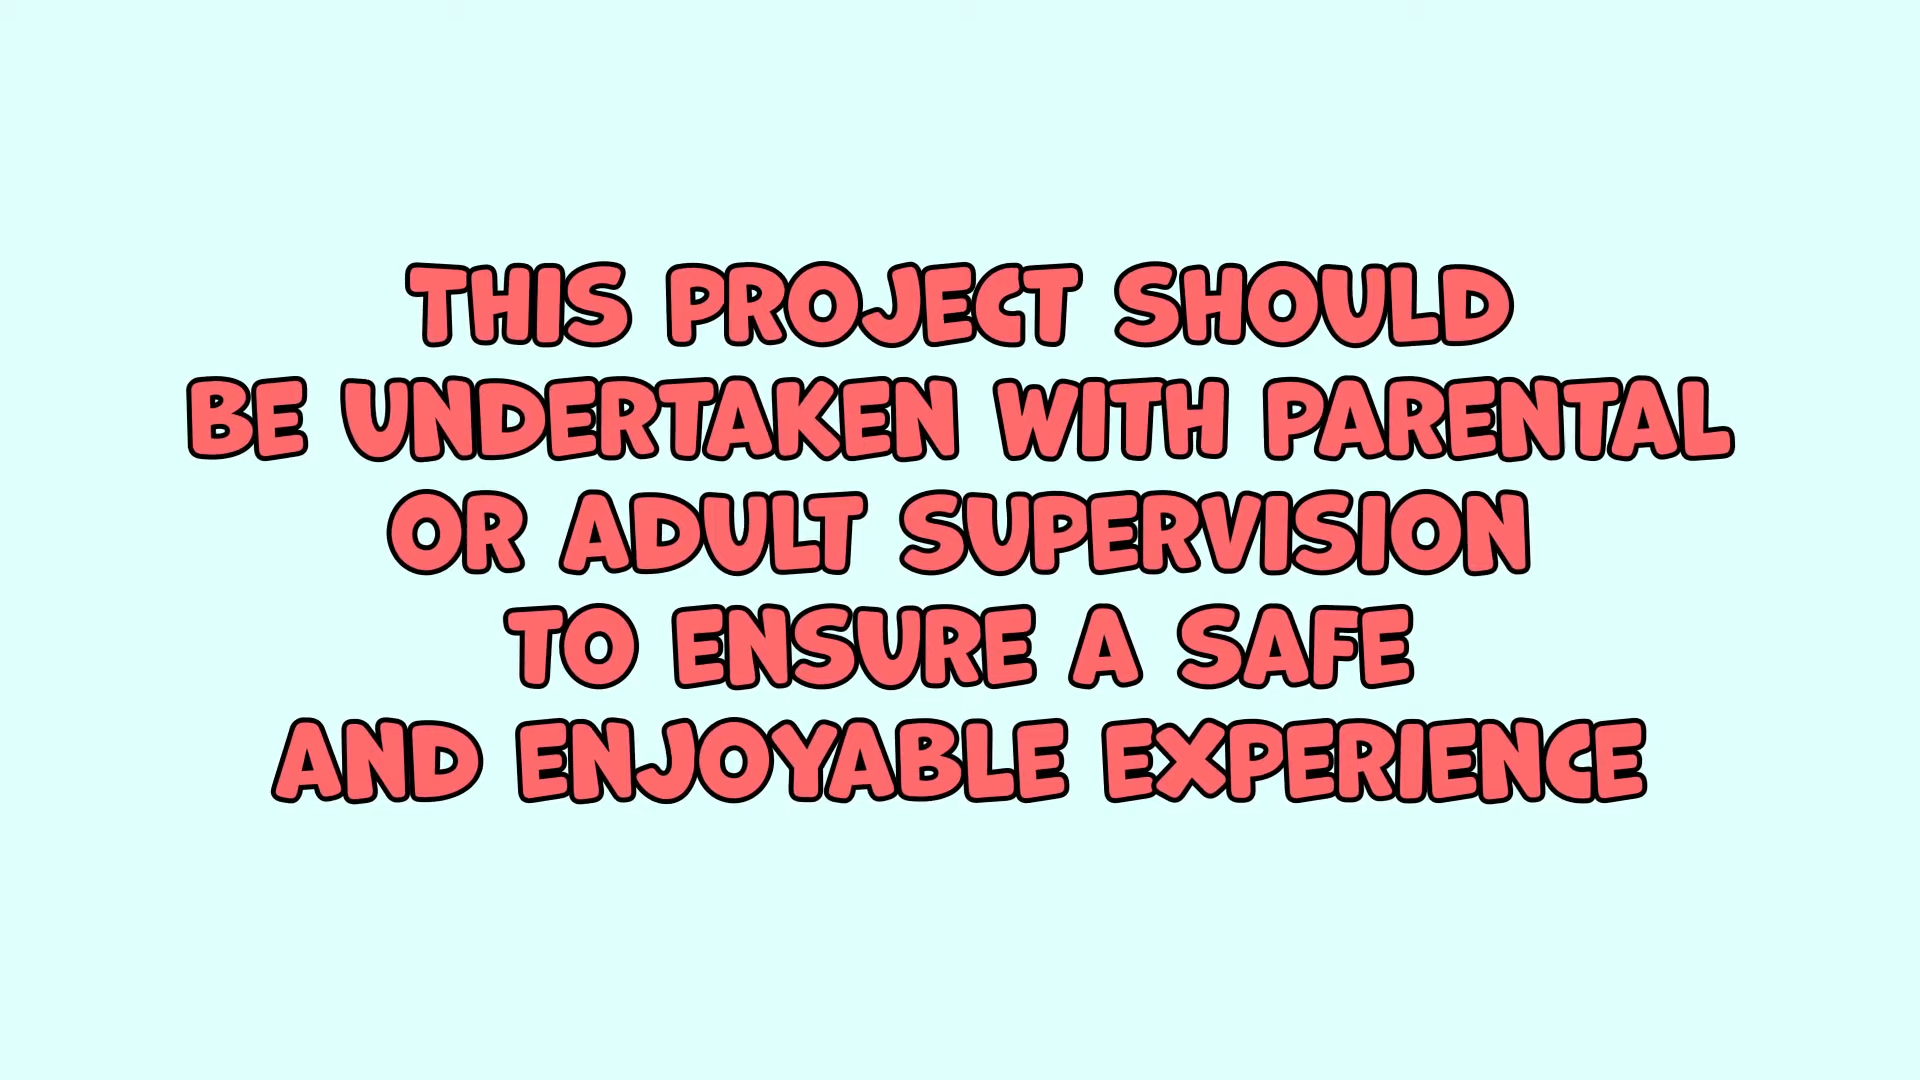 THIS PROJECT SHOULD
BE UNDERTAKEN WITH PARENTAL
OR ADULT SUPERVISION
TO ENSURE A SAFE
AND ENJOYABLE EXPERIENCE